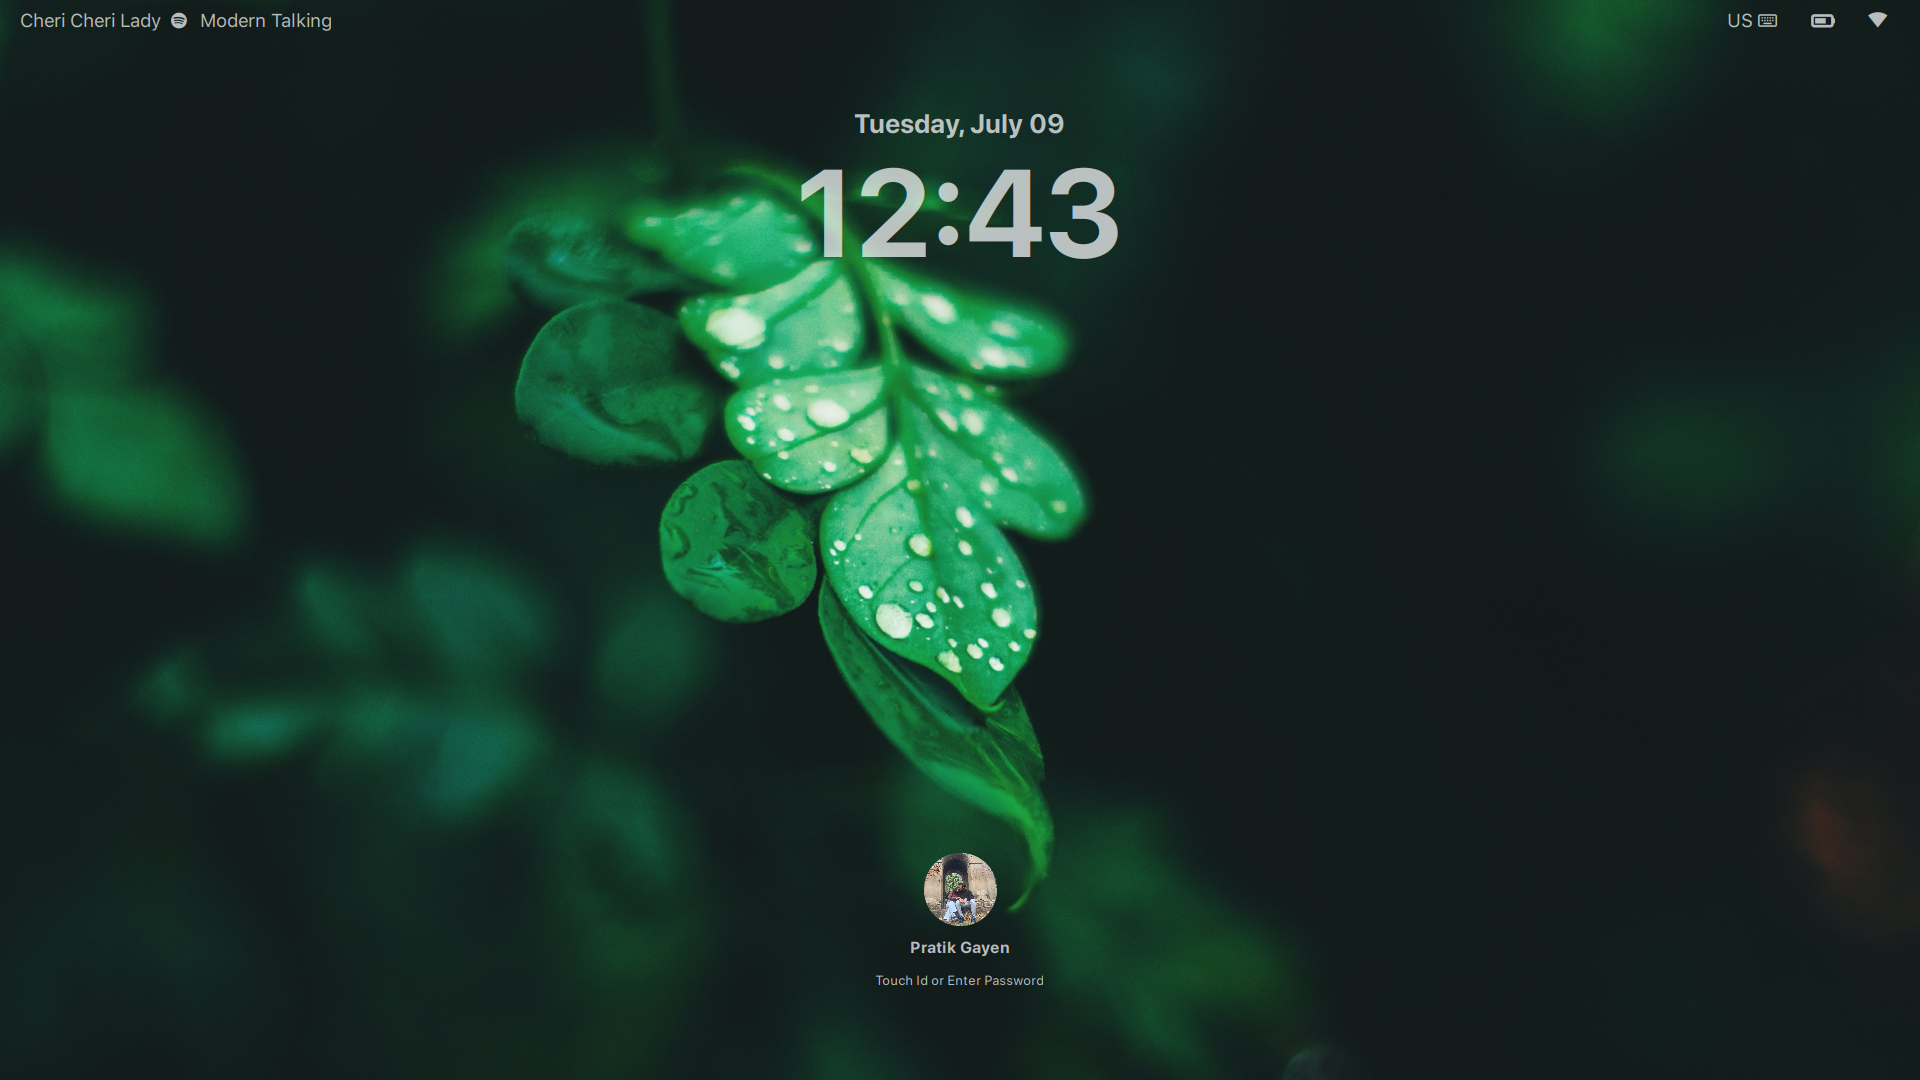 Cheri Cheri Lady Modern Talking
US
Tuesday, July 09
12:43
Pratik Gayen
Touch Id or Enter Password